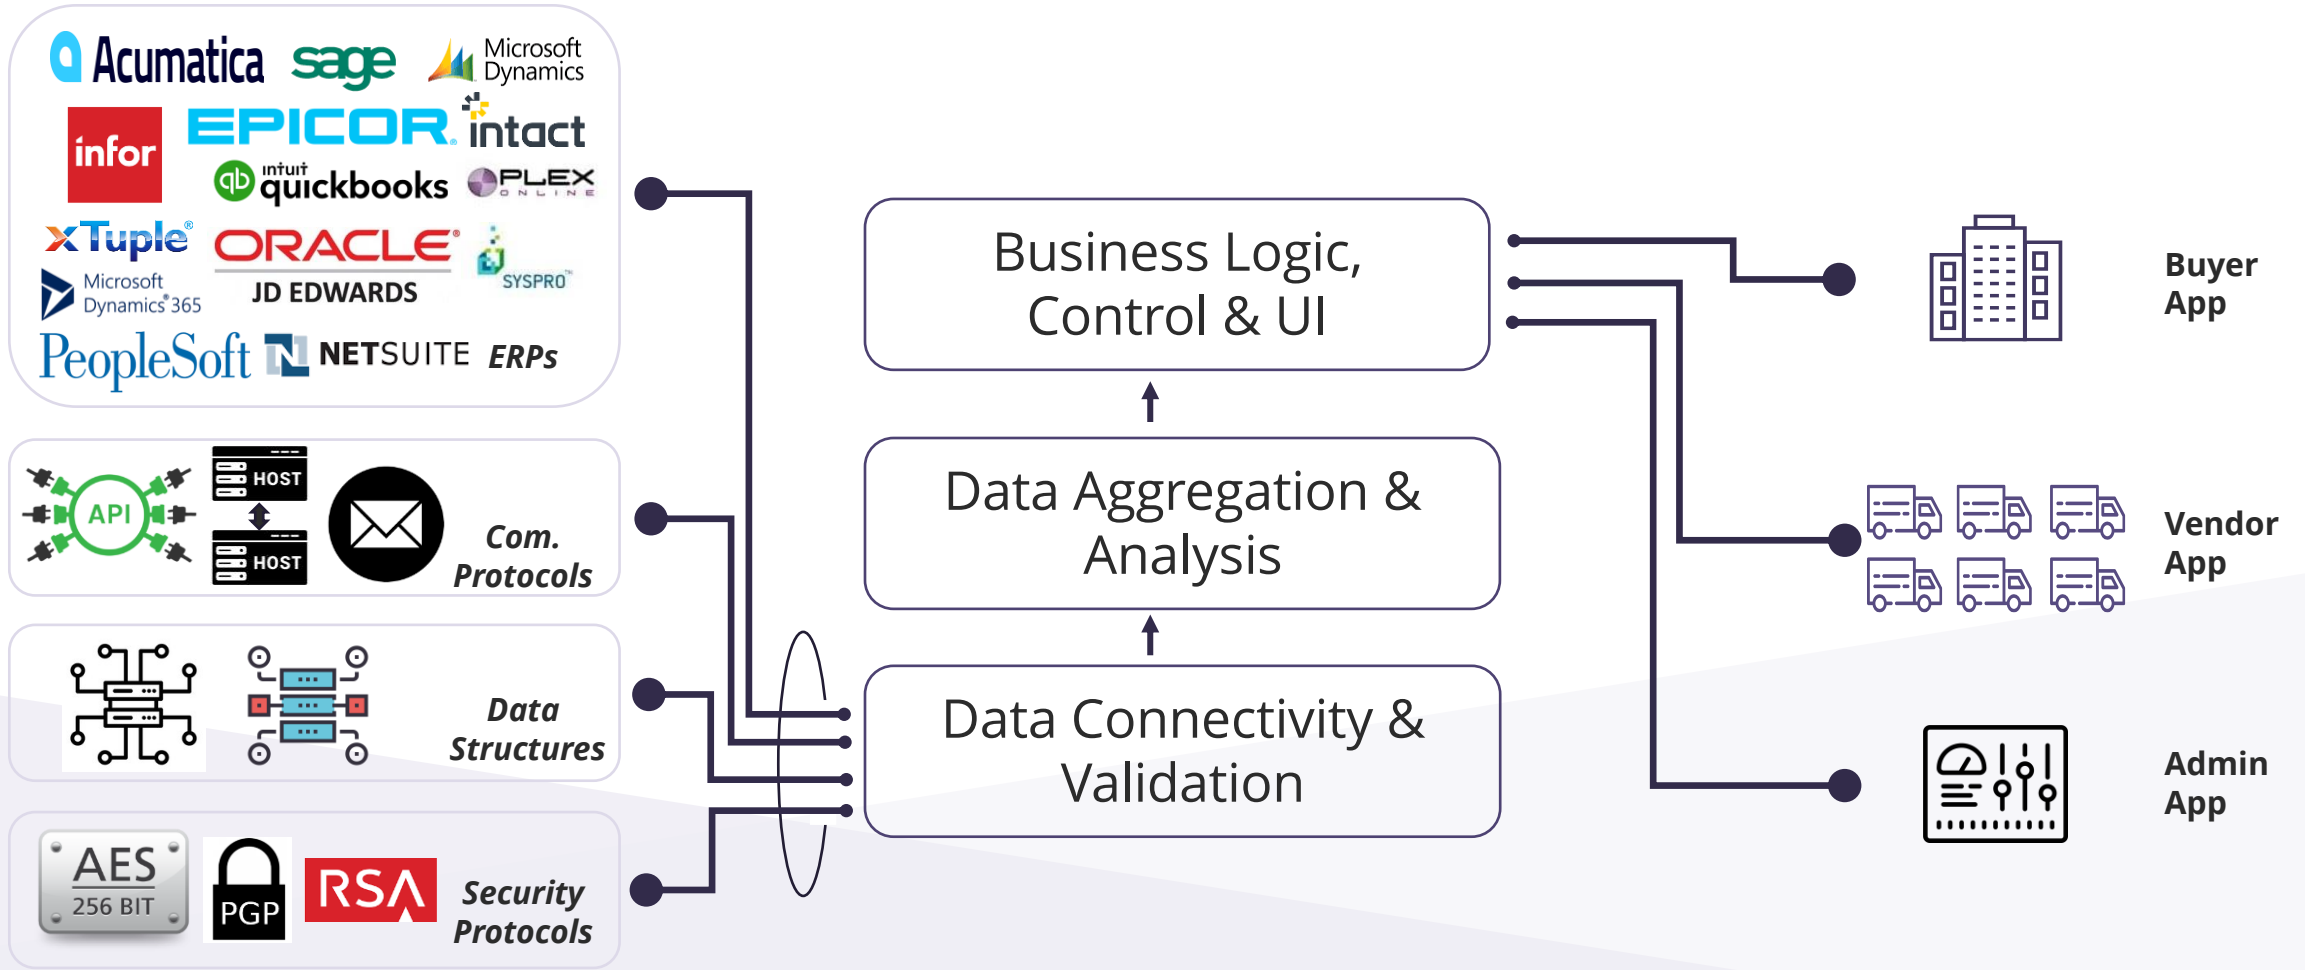 Acumatica
sage
Microsoft
Dynamics
infor
EPICOR®
intact
intuit
quickbooks
PLEX
ONLINE
xTuple®
ORACLE®
JD EDWARDS
SYSPRO™
Microsoft
Dynamics® 365
PeopleSoft
N NETSUITE
ERPs
API
HOST
HOST
Com.
Protocols
Data
Structures
AES
256 BIT
PGP
RSA
Security
Protocols
Business Logic,
Control & UI
Data Aggregation &
Analysis
Data Connectivity &
Validation
Buyer
App
Vendor
App
Admin
App